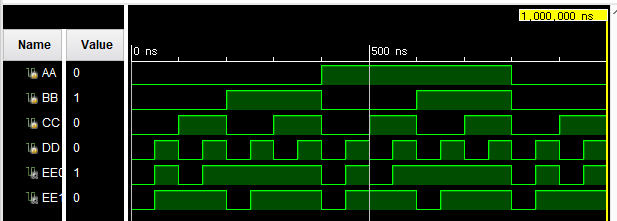 1,000,000 ns
Name Value
0 ns 500 ns
AA 0
BB 1
CC 0
DD 0
EE0 1
EE1 0